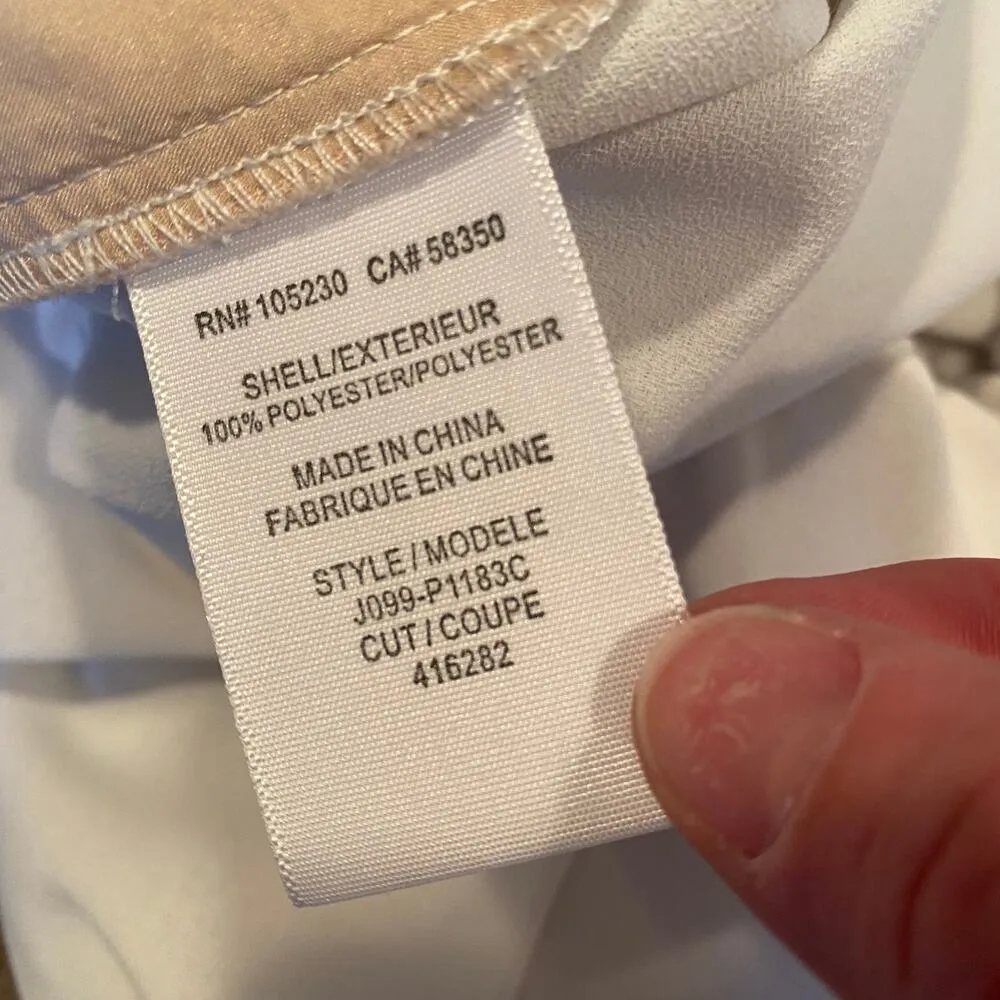 RN# 105230 CA# 58350
SHELL/EXTERIEUR
100% POLYESTER/POLYESTER
MADE IN CHINA
FABRIQUE EN CHINE
STYLE / MODELE
J099-P1183C
CUT / COUPE
416282